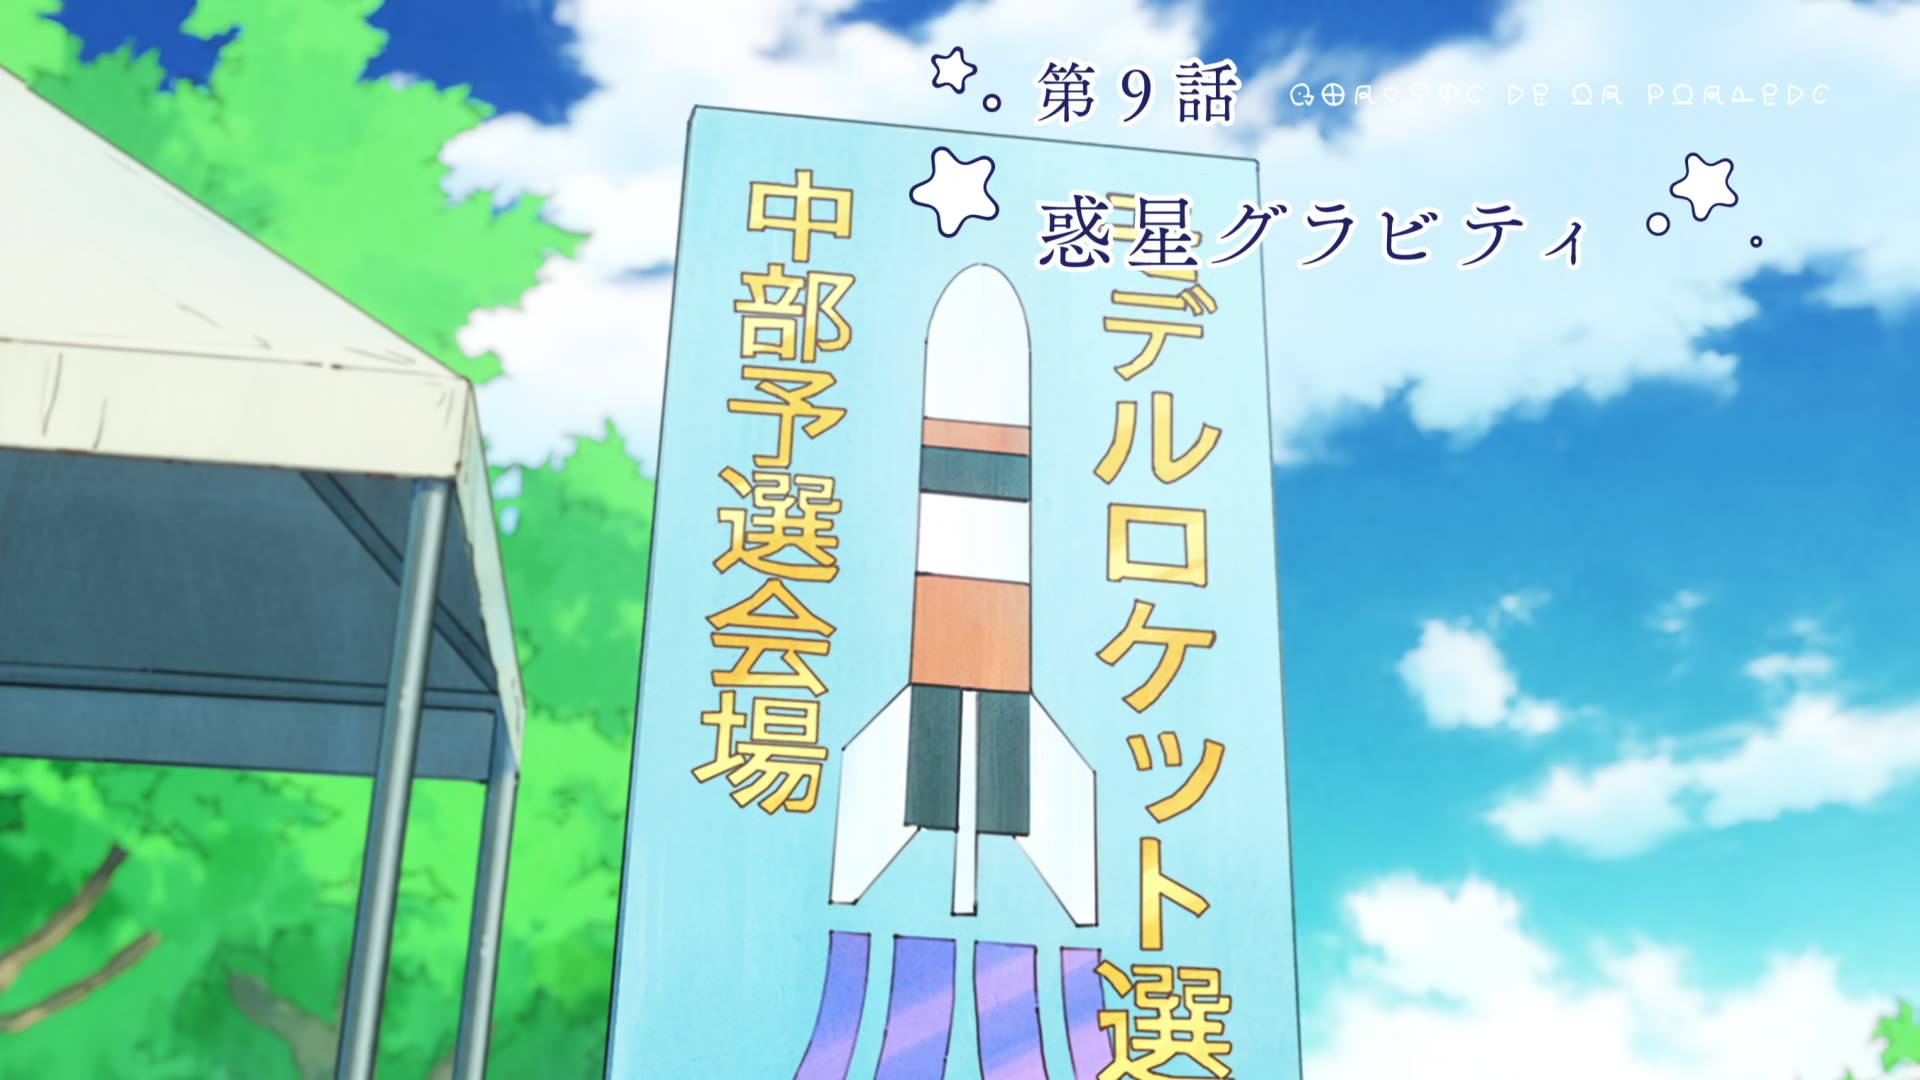 第9話
惑星グラビティ
モデルロケット選
中部予選会場